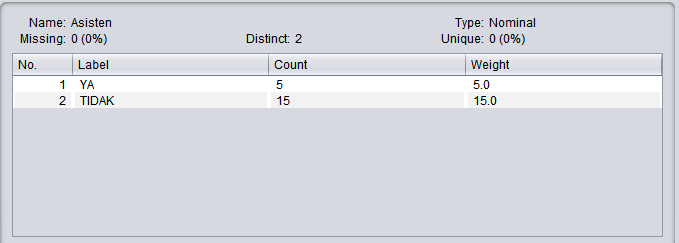 Name: Asisten Type: Nominal
Missing: 0 (0%) Distinct: 2 Unique: 0 (0%)
No. Label Count Weight
1 YA 5 5.0
2 TIDAK 15 15.0